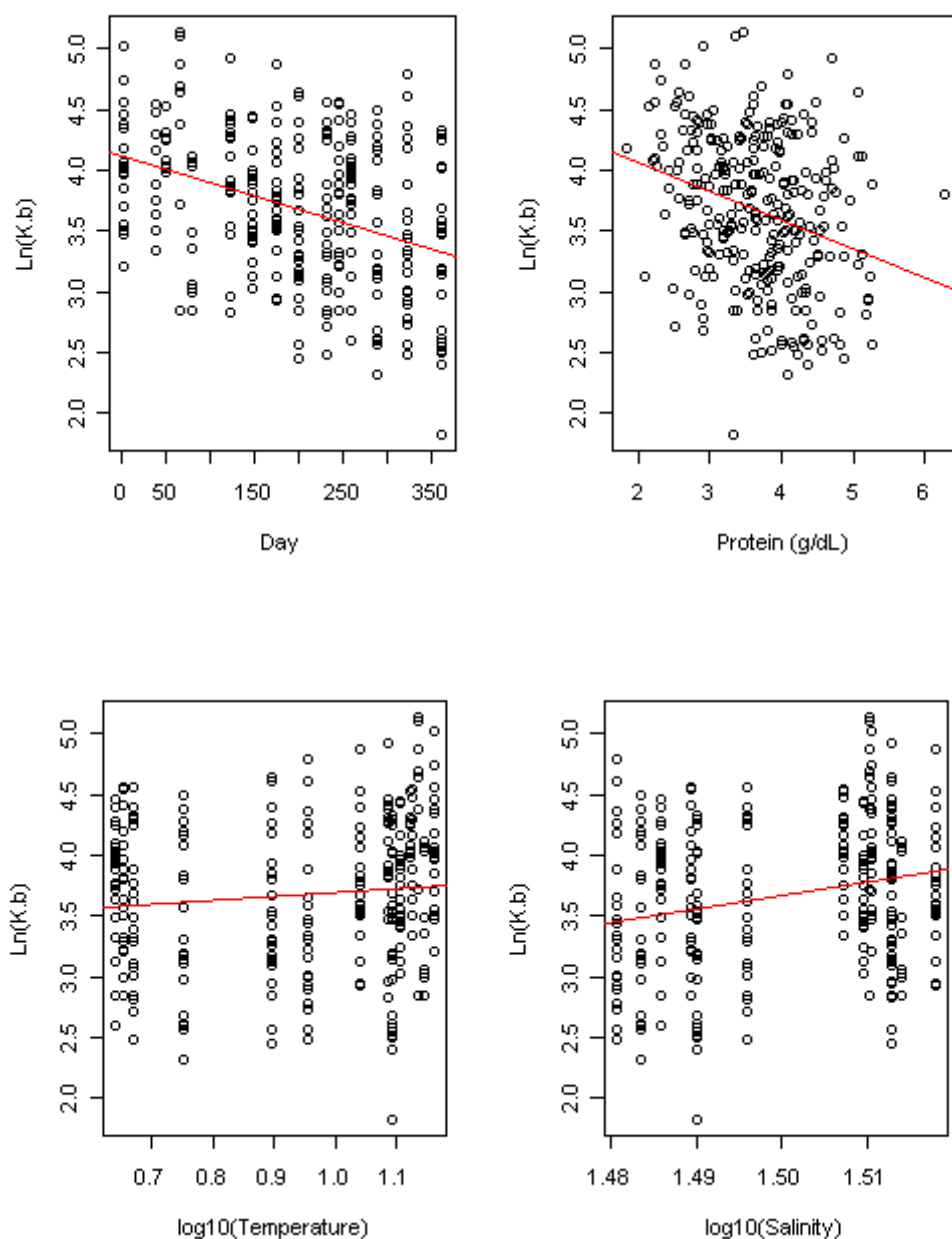 Ln(K.b)
5.0
4.5
4.0
3.5
3.0
2.5
2.0
0 50 150 250 350
Day
Ln(K.b)
5.0
4.5
4.0
3.5
3.0
2.5
2.0
2 3 4 5 6
Protein (g/dL)
Ln(K.b)
5.0
4.5
4.0
3.5
3.0
2.5
2.0
0.7 0.8 0.9 1.0 1.1
log10(Temperature)
Ln(K.b)
5.0
4.5
4.0
3.5
3.0
2.5
2.0
1.48 1.49 1.50 1.51
log10(Salinity)